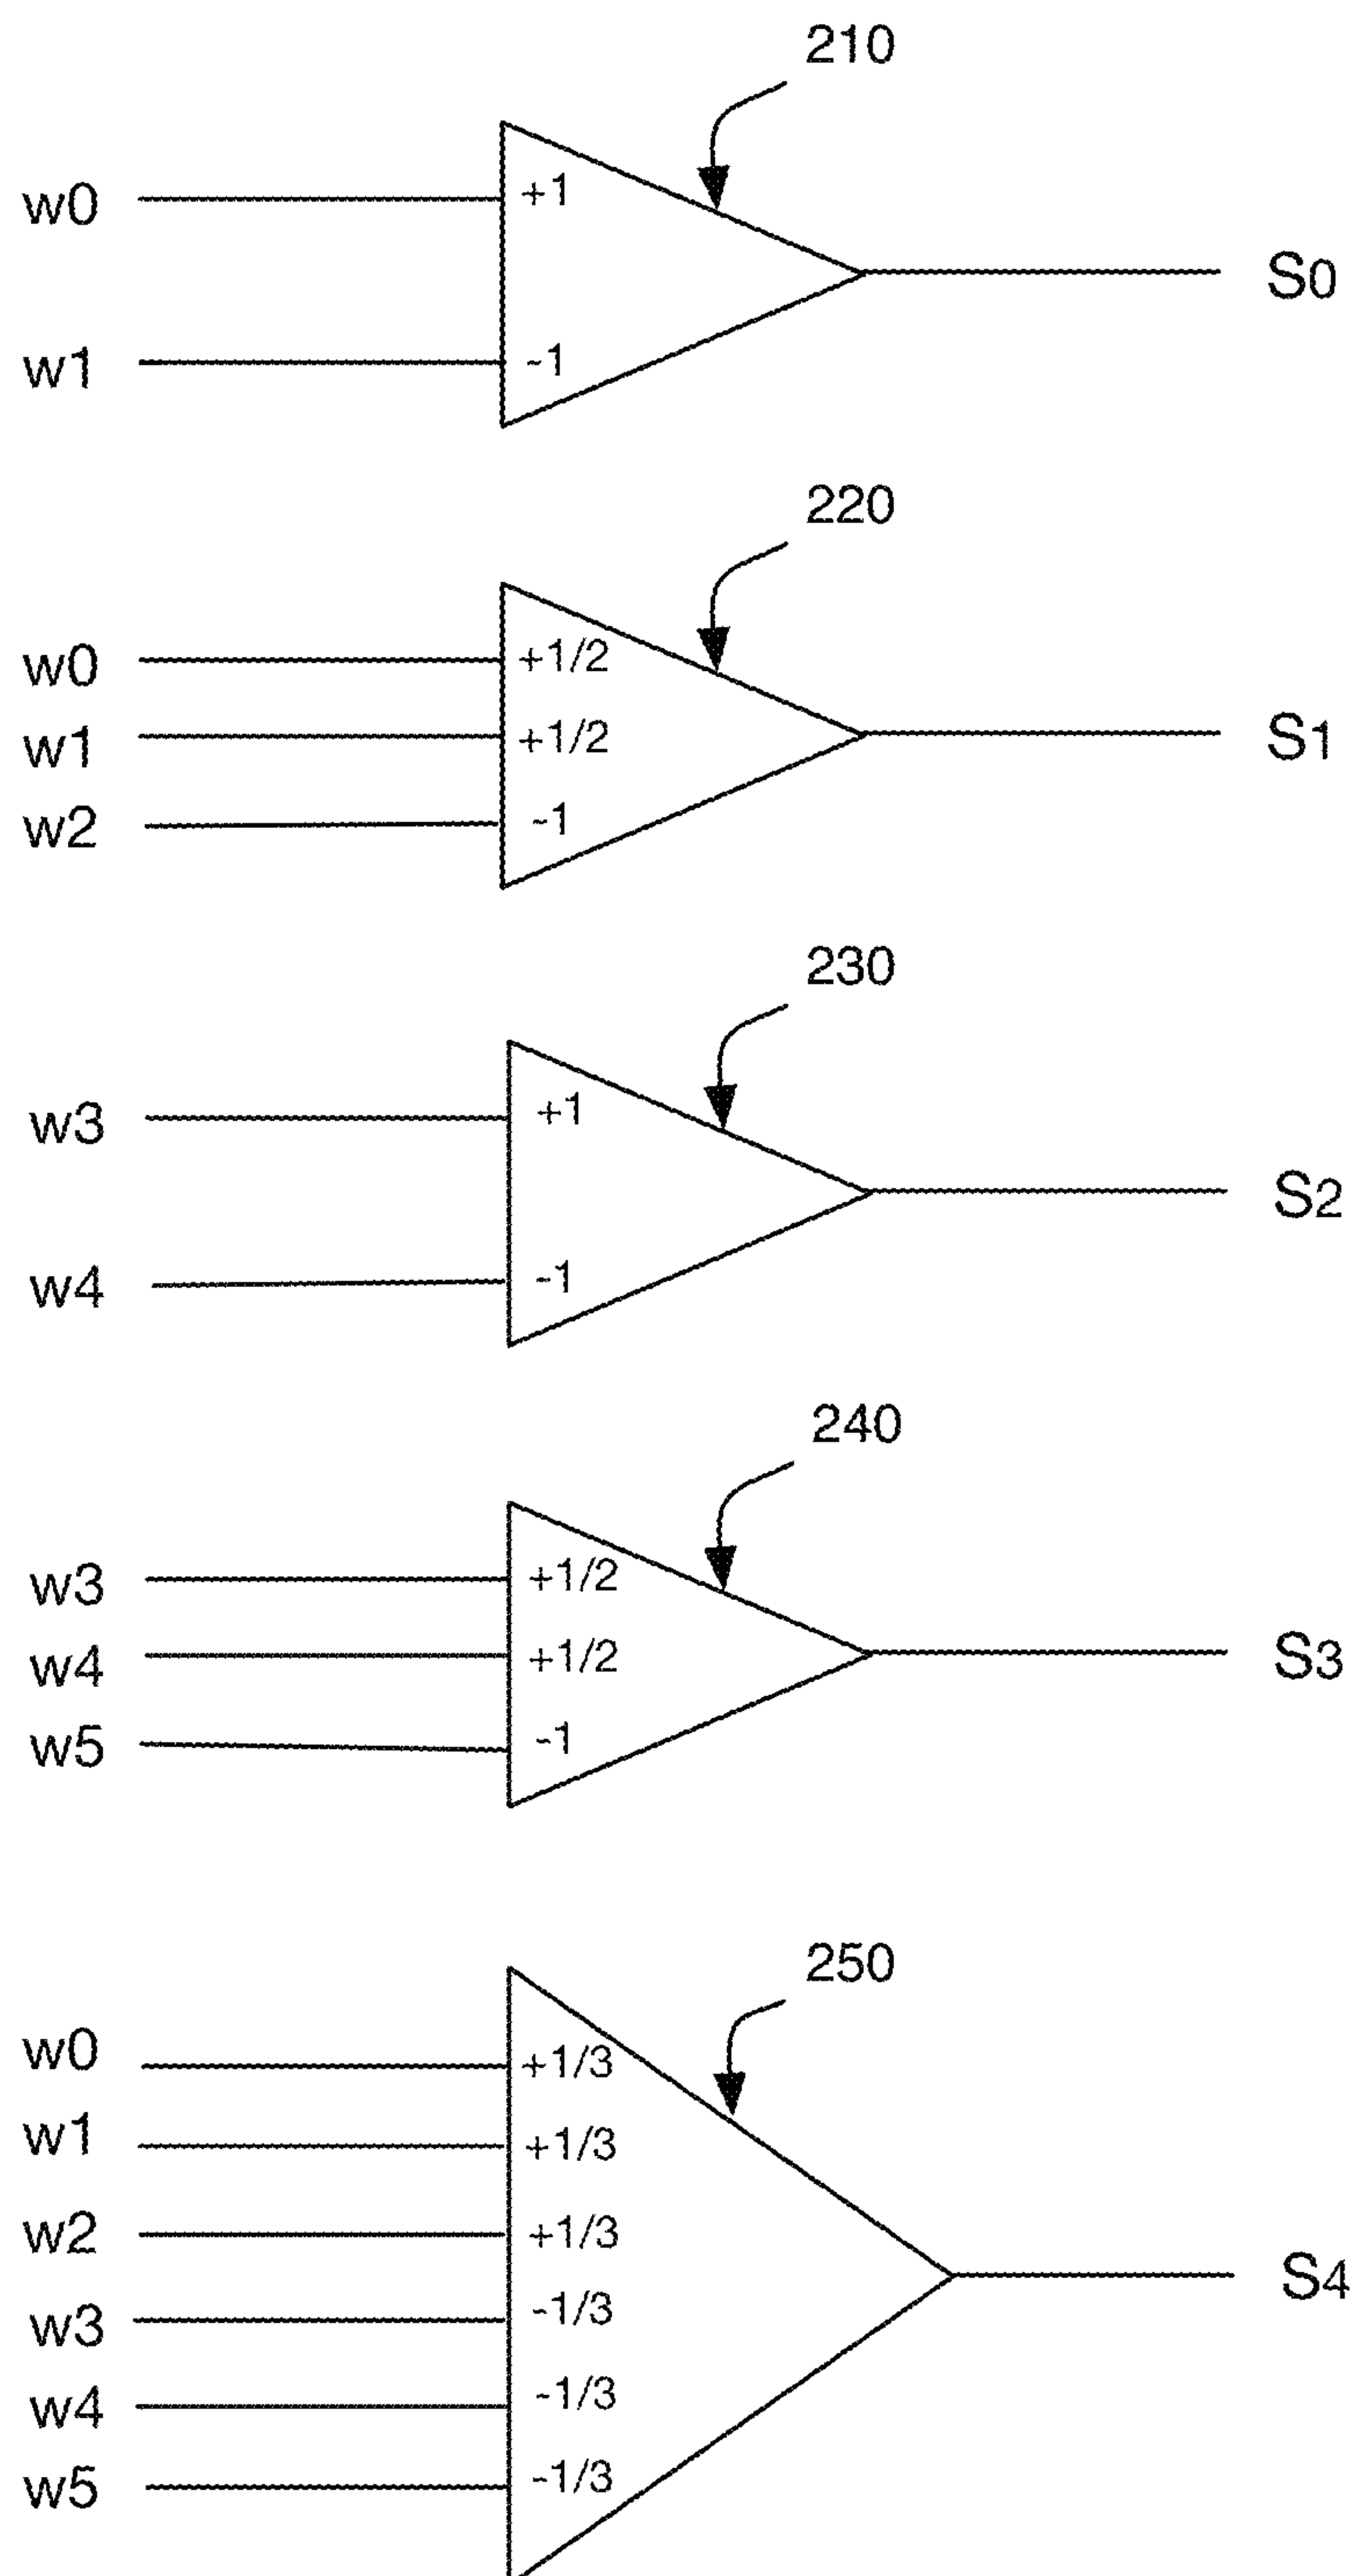 210
w0 +1
S0
w1 -1
220
w0 +1/2
w1 +1/2 S1
w2 -1
230
w3 +1
S2
w4 -1
240
w3 +1/2
w4 +1/2 S3
w5 -1
250
w0 +1/3
w1 +1/3
w2 +1/3
S4
w3 -1/3
w4 -1/3
w5 -1/3